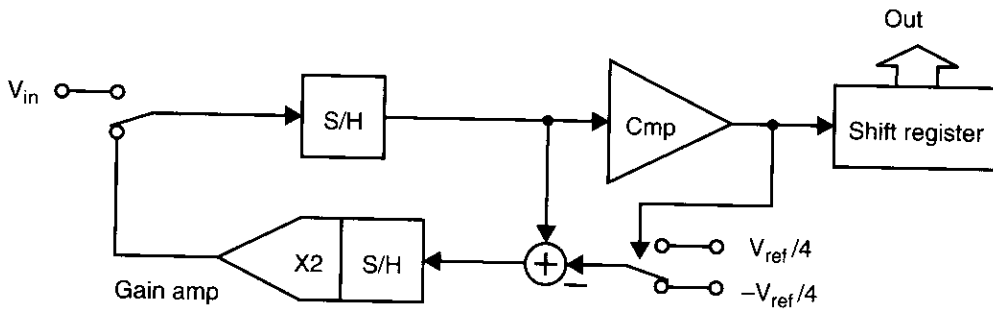 Out
V_in
S/H
Cmp
Shift register
X2
S/H
+
−
Gain amp
V_ref/4
−V_ref/4